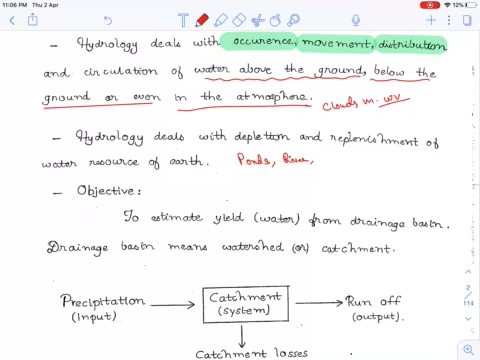 11:06 PM Thu 2 Apr
12%
- Hydrology deals with occurence, movement, distribution
and circulation of water above the ground, below the
ground or even in the atmosphere.
clouds in wv
- Hydrology deals with depletion and replenishment of
water resource of earth. Ponds, River,
- Objective:
To estimate yield (water) from drainage basin.
Drainage basin means watershed (or) catchment.
Precipitation
(input)
Catchment
(system)
Run off
(output).
Catchment losses
2
114